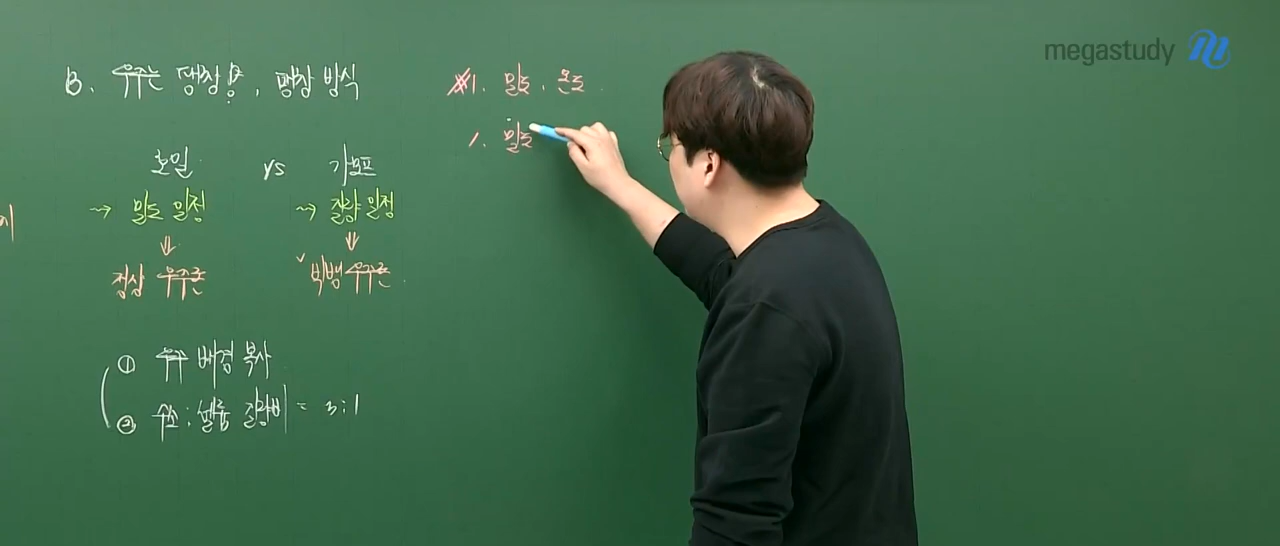 megastudy
B. 우주는 팽창 중, 팽창 방식
호일 vs 가모프
→ 밀도 일정 → 질량 일정
⇓ ⇓
정상 우주론 ✓빅뱅 우주론
① 우주 배경 복사
② 수소 : 헬륨 질량비 = 3 : 1
※1. 밀도, 온도
1. 밀도